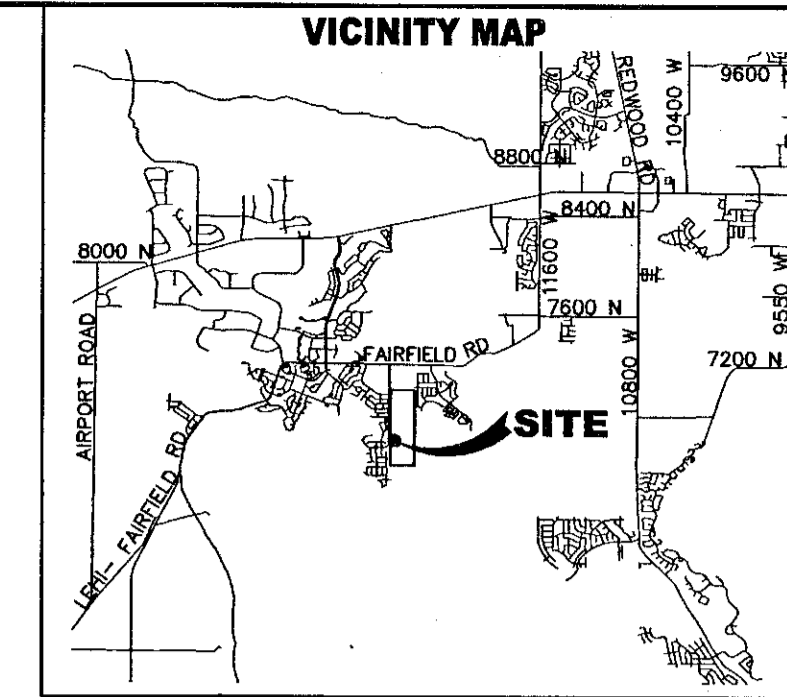 VICINITY MAP
REDWOOD RD
10400 W
9600 N
8800 N
8400 N
8000 N
11600 W
9550 W
7600 N
FAIRFIELD RD
7200 N
10800 W
AIRPORT ROAD
SITE
LEHI- FAIRFIELD RD